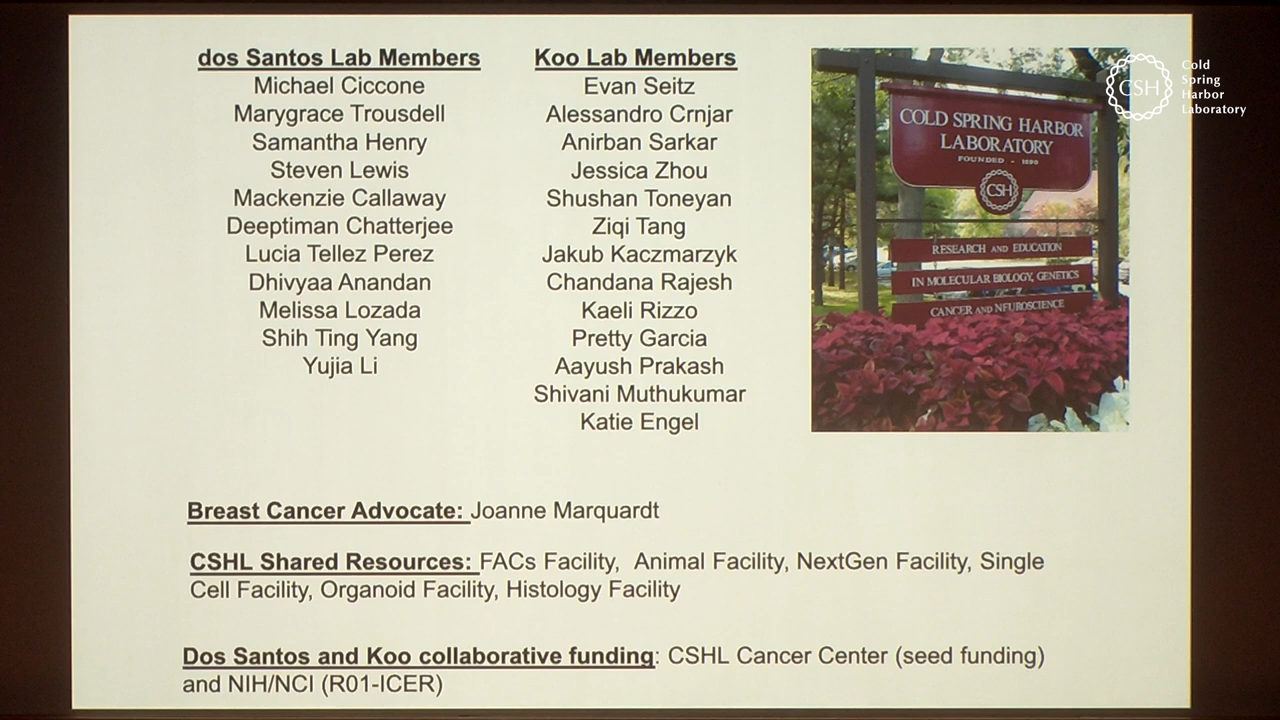 dos Santos Lab Members
Michael Ciccone
Marygrace Trousdell
Samantha Henry
Steven Lewis
Mackenzie Callaway
Deeptiman Chatterjee
Lucia Tellez Perez
Dhivyaa Anandan
Melissa Lozada
Shih Ting Yang
Yujia Li
Koo Lab Members
Evan Seitz
Alessandro Crnjar
Anirban Sarkar
Jessica Zhou
Shushan Toneyan
Ziqi Tang
Jakub Kaczmarzyk
Chandana Rajesh
Kaeli Rizzo
Pretty Garcia
Aayush Prakash
Shivani Muthukumar
Katie Engel
COLD SPRING HARBOR
LABORATORY
FOUNDED - 1890
CSH
RESEARCH AND EDUCATION
IN MOLECULAR BIOLOGY, GENETICS
CANCER AND NEUROSCIENCE
CSH
Cold
Spring
Harbor
Laboratory
Breast Cancer Advocate: Joanne Marquardt
CSHL Shared Resources: FACs Facility, Animal Facility, NextGen Facility, Single
Cell Facility, Organoid Facility, Histology Facility
Dos Santos and Koo collaborative funding: CSHL Cancer Center (seed funding)
and NIH/NCI (R01-ICER)